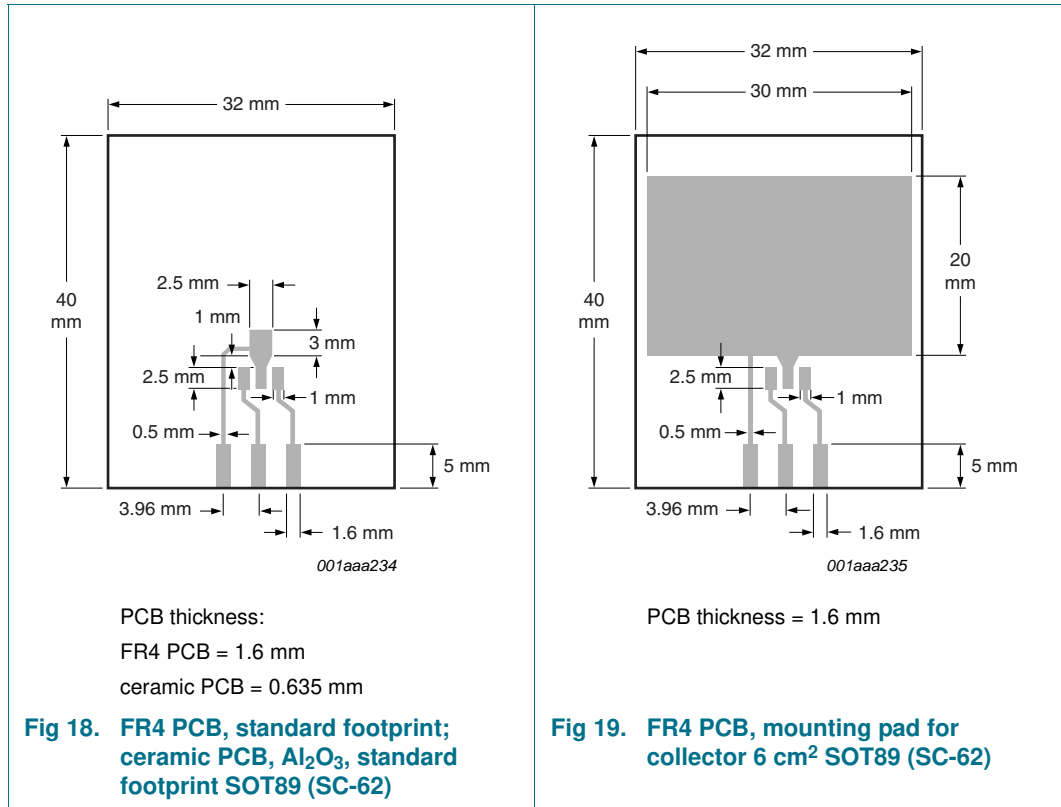 32 mm
40
mm
2.5 mm
1 mm
3 mm
2.5 mm
1 mm
0.5 mm
5 mm
3.96 mm
1.6 mm
001aaa234
PCB thickness:
FR4 PCB = 1.6 mm
ceramic PCB = 0.635 mm
Fig 18. FR4 PCB, standard footprint;
ceramic PCB, Al2O3, standard
footprint SOT89 (SC-62)
32 mm
30 mm
40
mm
20
mm
2.5 mm
1 mm
0.5 mm
5 mm
3.96 mm
1.6 mm
001aaa235
PCB thickness = 1.6 mm
Fig 19. FR4 PCB, mounting pad for
collector 6 cm2 SOT89 (SC-62)